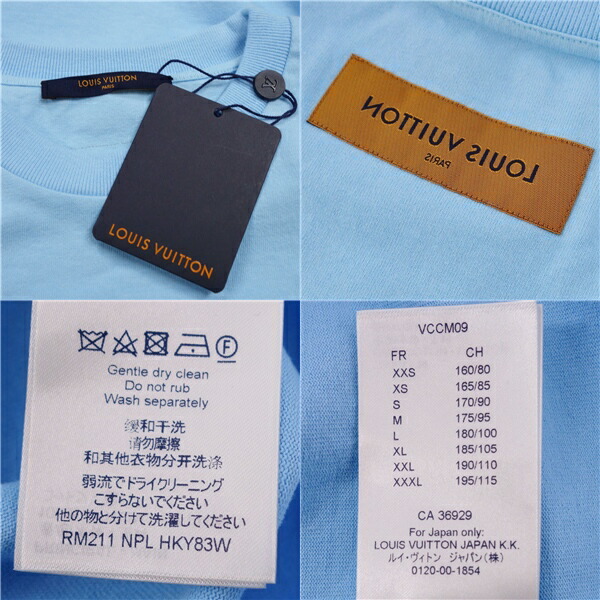 LOUIS VUITTON
PARIS
LOUIS VUITTON
LOUIS VUITTON
PARIS
Gentle dry clean
Do not rub
Wash separately
缓和干洗
请勿摩擦
和其他衣物分开洗涤
弱流でドライクリーニング
こすらないでください
他の物と分けて洗濯してください
RM211 NPL HKY83W
VCCM09
FR CH
XXS 160/80
XS 165/85
S 170/90
M 175/95
L 180/100
XL 185/105
XXL 190/110
XXXL 195/115
CA 36929
For Japan only:
LOUIS VUITTON JAPAN K.K.
ルイ・ヴィトン ジャパン(株)
0120-00-1854